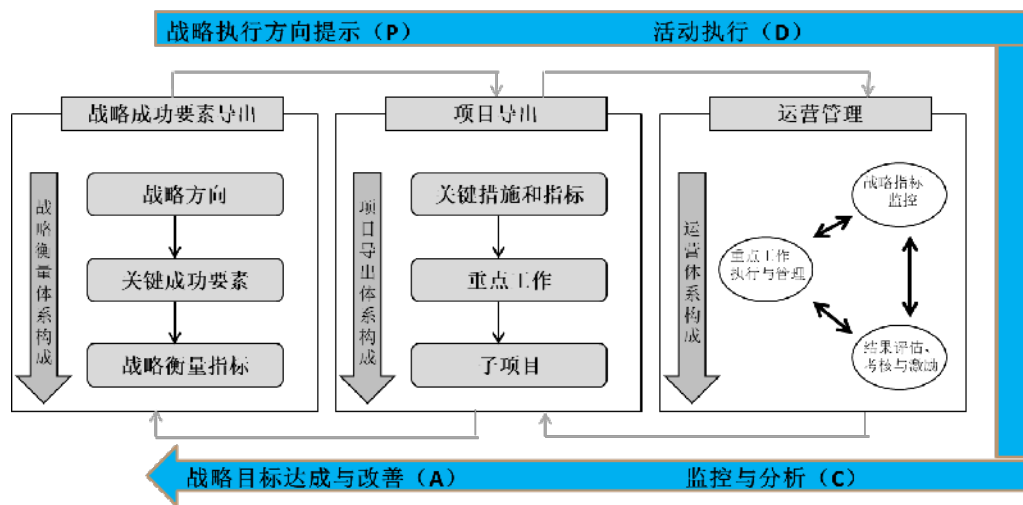 战略执行方向提示（P）
活动执行（D）
战略成功要素导出
项目导出
运营管理
战略衡量体系构成
战略方向
关键成功要素
战略衡量指标
项目导出体系构成
关键措施和指标
重点工作
子项目
运营体系构成
战略指标
监控
重点工作
执行与管理
结果评估、
考核与激励
战略目标达成与改善（A）
监控与分析（C）